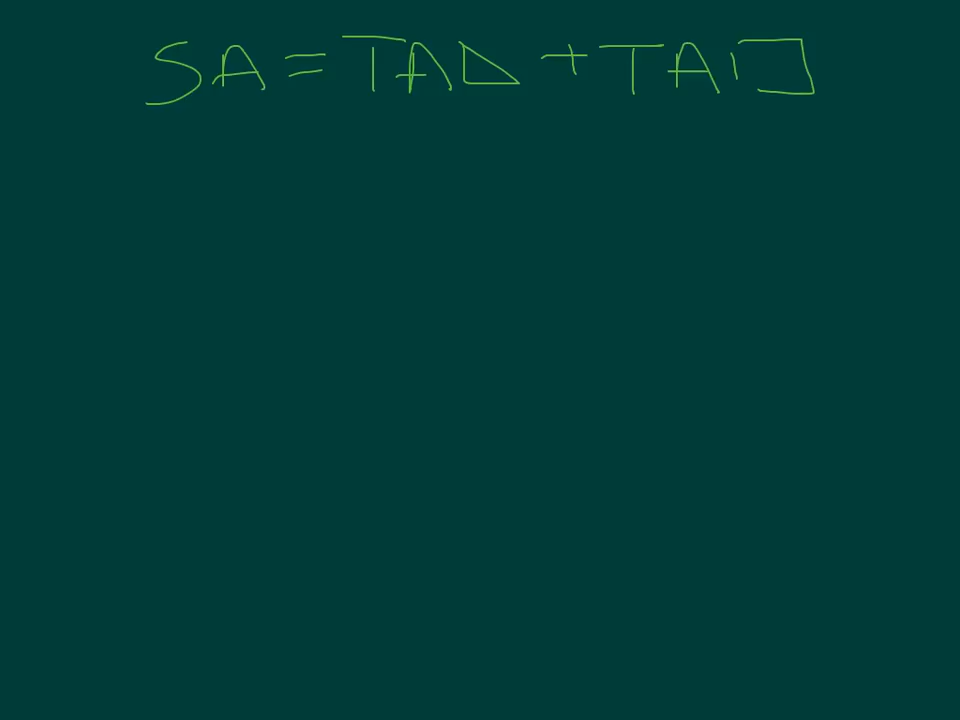 SA = TA△ + TA□